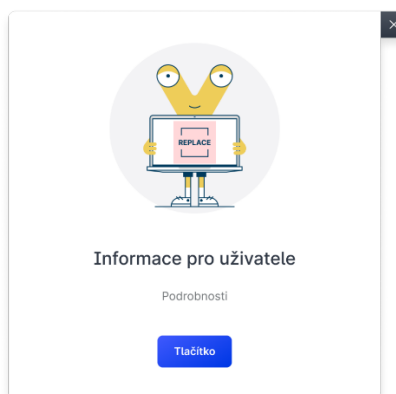 REPLACE
Informace pro uživatele
Podrobnosti
Tlačítko